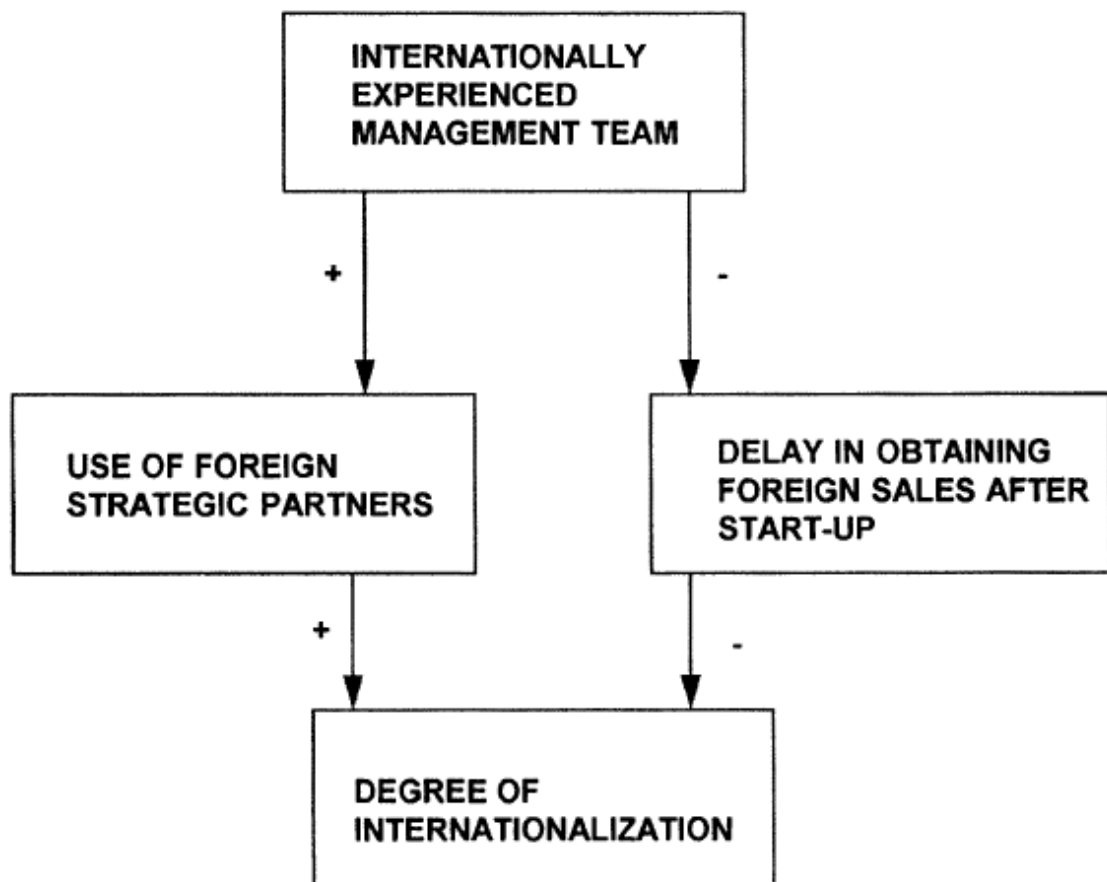 INTERNATIONALLY
EXPERIENCED
MANAGEMENT TEAM
+
-
USE OF FOREIGN
STRATEGIC PARTNERS
DELAY IN OBTAINING
FOREIGN SALES AFTER
START-UP
+
-
DEGREE OF
INTERNATIONALIZATION